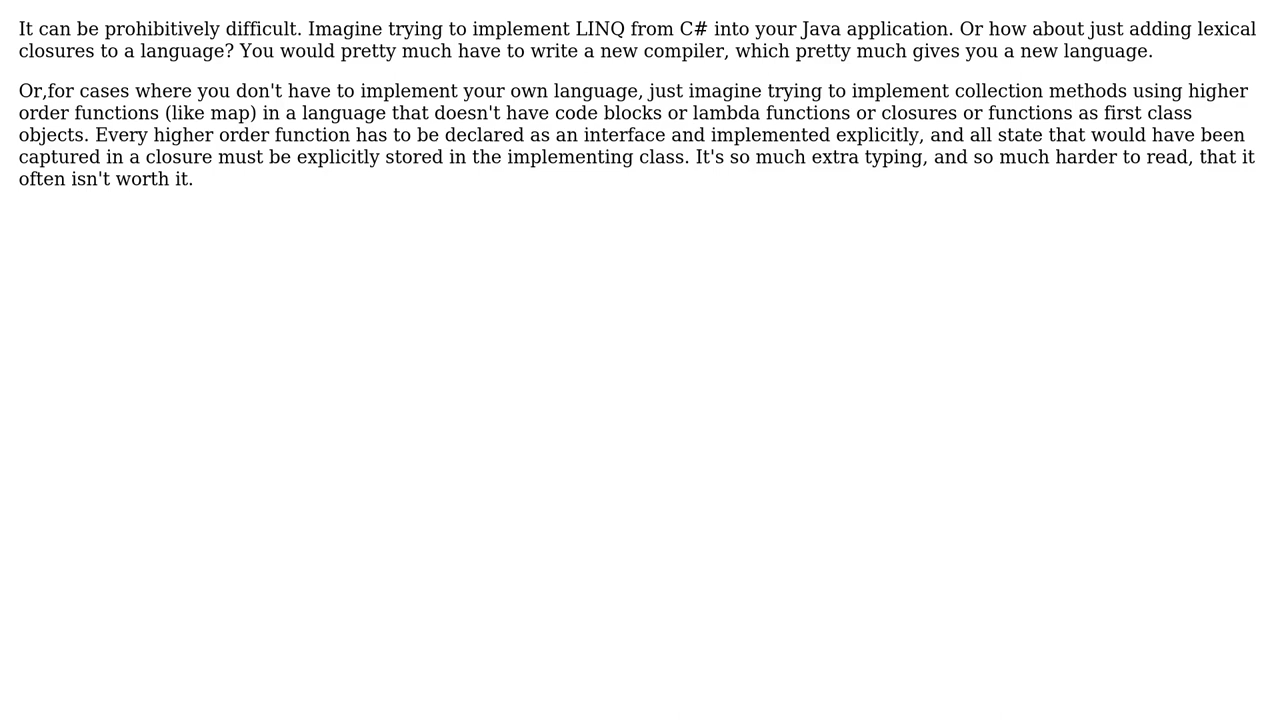 It can be prohibitively difficult. Imagine trying to implement LINQ from C# into your Java application. Or how about just adding lexical
closures to a language? You would pretty much have to write a new compiler, which pretty much gives you a new language.
Or,for cases where you don't have to implement your own language, just imagine trying to implement collection methods using higher
order functions (like map) in a language that doesn't have code blocks or lambda functions or closures or functions as first class
objects. Every higher order function has to be declared as an interface and implemented explicitly, and all state that would have been
captured in a closure must be explicitly stored in the implementing class. It's so much extra typing, and so much harder to read, that it
often isn't worth it.